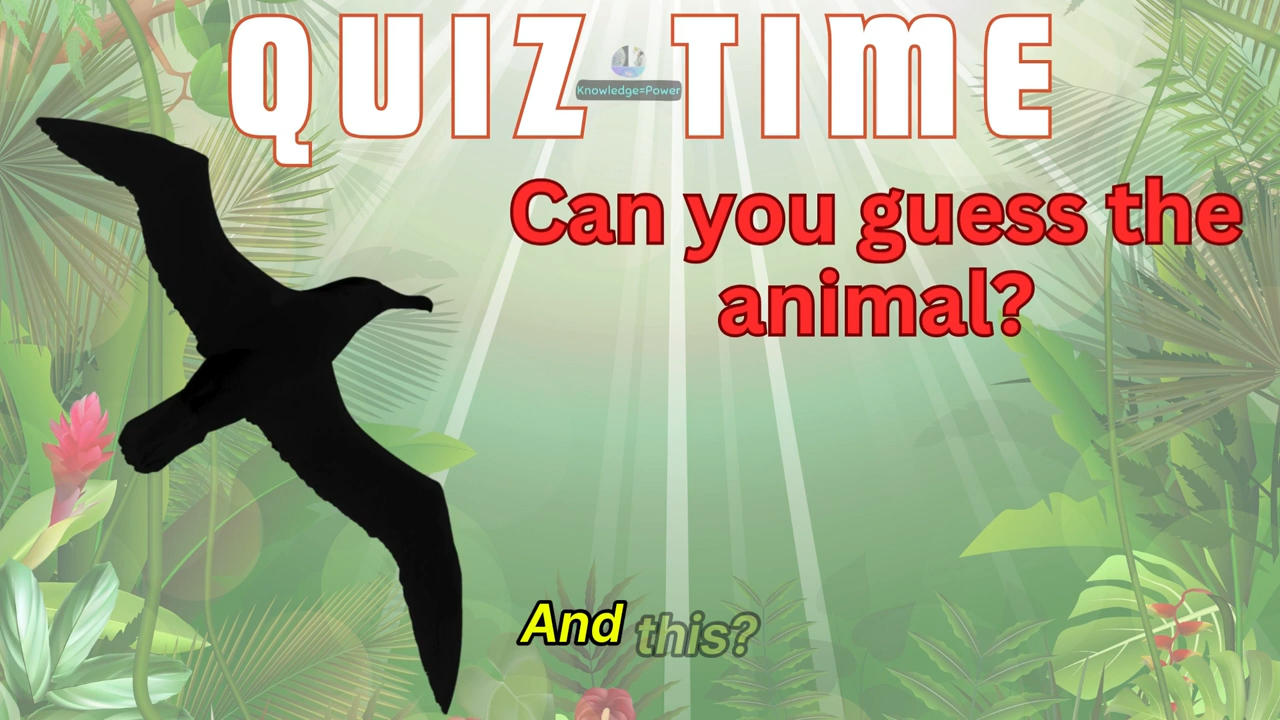 QUIZ TIME
Knowledge=Power
Can you guess the
animal?
And this?